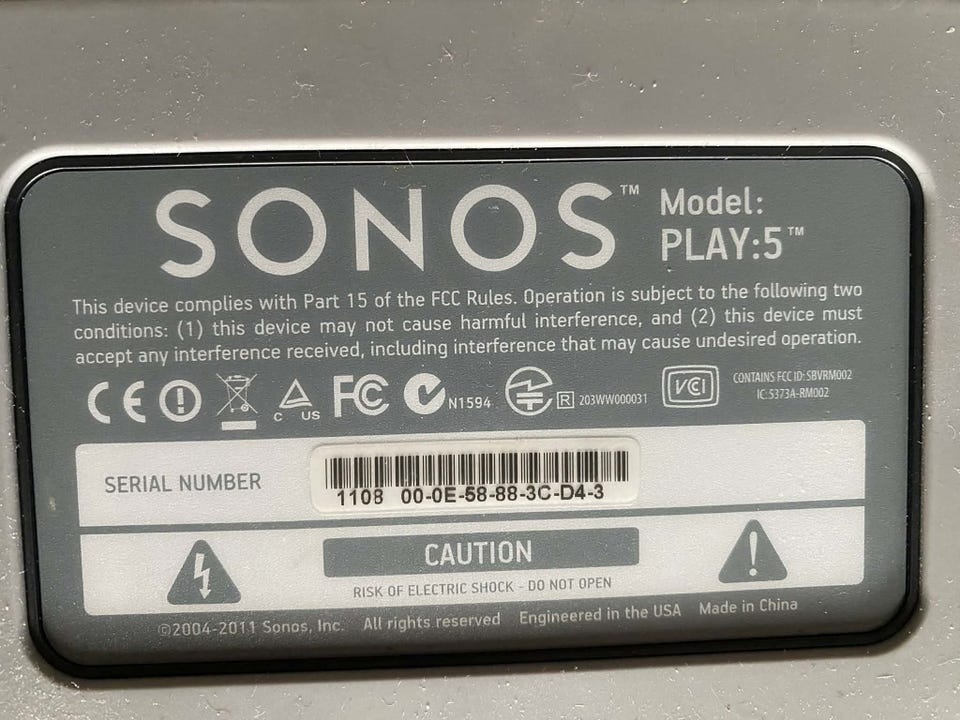 SONOS™ Model:
PLAY:5™
This device complies with Part 15 of the FCC Rules. Operation is subject to the following two
conditions: (1) this device may not cause harmful interference, and (2) this device must
accept any interference received, including interference that may cause undesired operation.
CE C US FC N1594 R 203WW000031 VCI CONTAINS FCC ID: SBVRM002
IC: 5373A-RM002
SERIAL NUMBER
1108 00-0E-58-88-3C-D4-3
CAUTION
RISK OF ELECTRIC SHOCK - DO NOT OPEN
©2004-2011 Sonos, Inc. All rights reserved Engineered in the USA Made in China